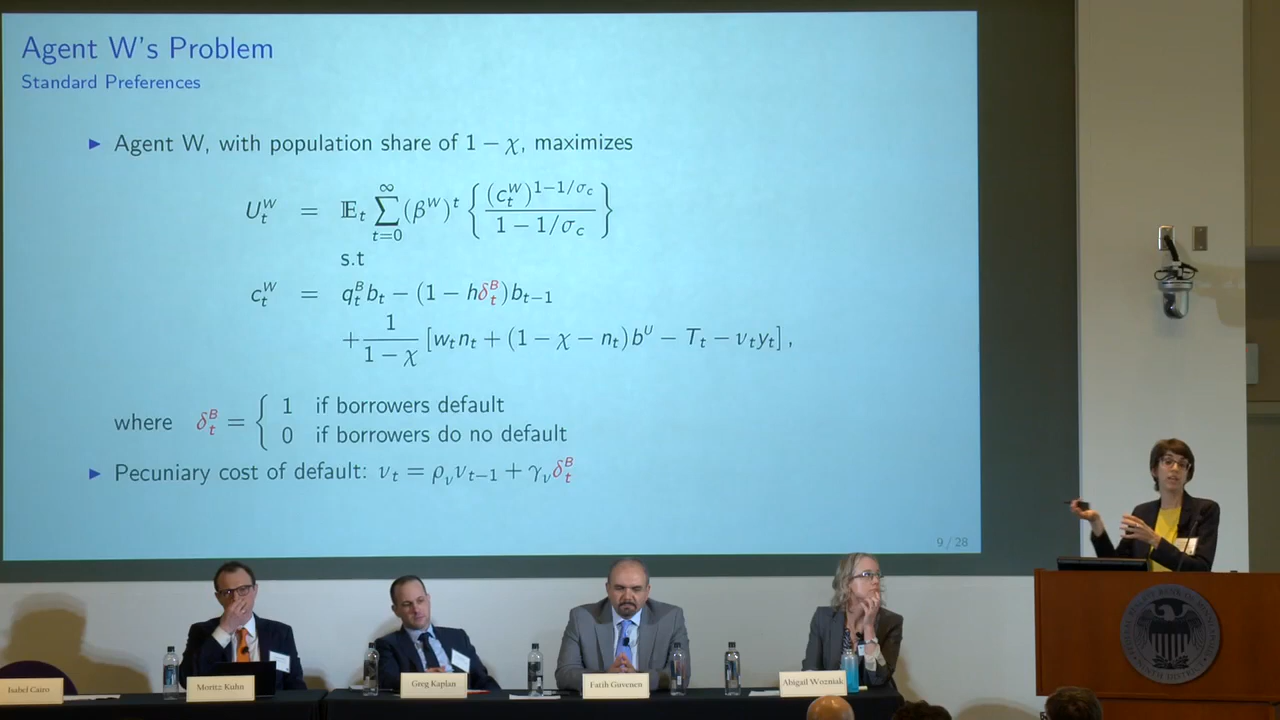 Agent W's Problem
Standard Preferences
▶ Agent W, with population share of 1 − χ, maximizes
U_t^W = 𝔼_t ∑_{t=0}^{∞} (β^W)^t { (c_t^W)^{1−1/σ_c} / (1 − 1/σ_c) }
s.t
c_t^W = q_t^B b_t − (1 − hδ_t^B)b_{t−1}
+ 1/(1 − χ) [w_t n_t + (1 − χ − n_t)b^U − T_t − ν_t y_t] ,
where δ_t^B = { 1 if borrowers default
0 if borrowers do no default
▶ Pecuniary cost of default: ν_t = ρ_ν ν_{t−1} + γ_ν δ_t^B
9 / 28
Isabel Cairo
Moritz Kuhn
Greg Kaplan
Fatih Guvenen
Abigail Wozniak